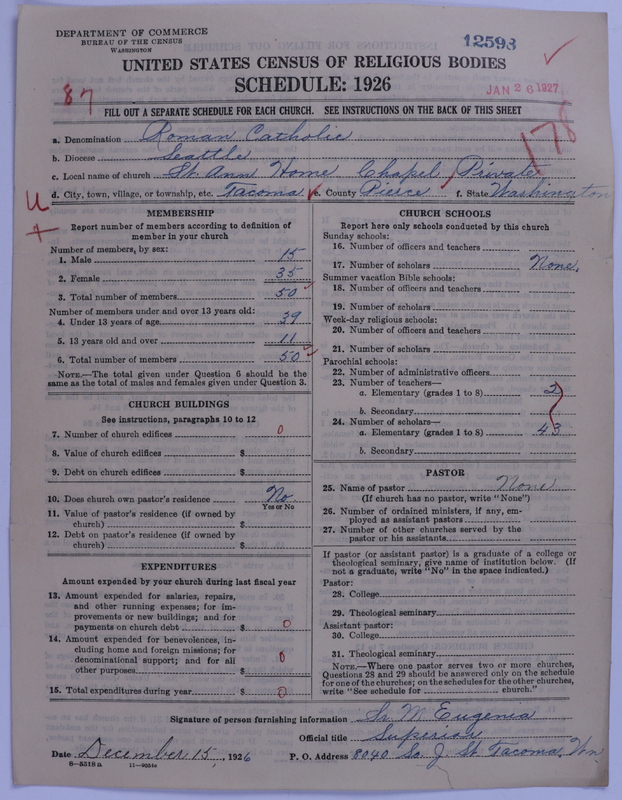 DEPARTMENT OF COMMERCE
BUREAU OF THE CENSUS
WASHINGTON
12598
UNITED STATES CENSUS OF RELIGIOUS BODIES
SCHEDULE: 1926
JAN 26 1927
87
178
FILL OUT A SEPARATE SCHEDULE FOR EACH CHURCH. SEE INSTRUCTIONS ON THE BACK OF THIS SHEET
a. Denomination Roman Catholic
b. Diocese Seattle
c. Local name of church St. Ann Home Chapel Private
d. City, town, village, or township, etc. Tacoma e. County Pierce f. State Washington
MEMBERSHIP
Report number of members according to definition of
member in your church
Number of members, by sex:
1. Male 15
2. Female 35
3. Total number of members 50
Number of members under and over 13 years old:
4. Under 13 years of age 39
5. 13 years old and over 11
6. Total number of members 50
NOTE.—The total given under Question 6 should be
same as the total of males and females given under Question 3.
CHURCH BUILDINGS
See instructions, paragraphs 10 to 12
7. Number of church edifices 0
8. Value of church edifices $
9. Debt on church edifices $
10. Does church own pastor's residence No
Yes or No
11. Value of pastor's residence (if owned by
church) $
12. Debt on pastor's residence (if owned by
church) $
EXPENDITURES
Amount expended by your church during last fiscal year
13. Amount expended for salaries, repairs,
and other running expenses; for im-
provements or new buildings; and for
payments on church debt $ 0
14. Amount expended for benevolences, in-
cluding home and foreign missions; for
denominational support; and for all
other purposes $ 0
15. Total expenditures during year $ 0
CHURCH SCHOOLS
Report here only schools conducted by this church
Sunday schools:
16. Number of officers and teachers
17. Number of scholars None.
Summer vacation Bible schools:
18. Number of officers and teachers
19. Number of scholars
Week-day religious schools:
20. Number of officers and teachers
21. Number of scholars
Parochial schools:
22. Number of administrative officers
23. Number of teachers—
a. Elementary (grades 1 to 8) 2
b. Secondary
24. Number of scholars—
a. Elementary (grades 1 to 8) 43
b. Secondary
PASTOR
25. Name of pastor None
(If church has no pastor, write "None")
26. Number of ordained ministers, if any, em-
ployed as assistant pastors
27. Number of other churches served by the
pastor or his assistants
If pastor (or assistant pastor) is a graduate of a college or
theological seminary, give name of institution below. (If
not a graduate, write "No" in the space indicated.)
Pastor:
28. College
29. Theological seminary
Assistant pastor:
30. College
31. Theological seminary
NOTE.—Where one pastor serves two or more churches,
Questions 28 and 29 should be answered only on the schedule
for one of the churches; on the schedules for the other churches,
write "See schedule for church."
Signature of person furnishing information Sr. M. Eugenia
Official title Superior
Date December 15, 1926 P. O. Address 8040 So. J St. Tacoma, Wn
8—5518 a 11—9654a